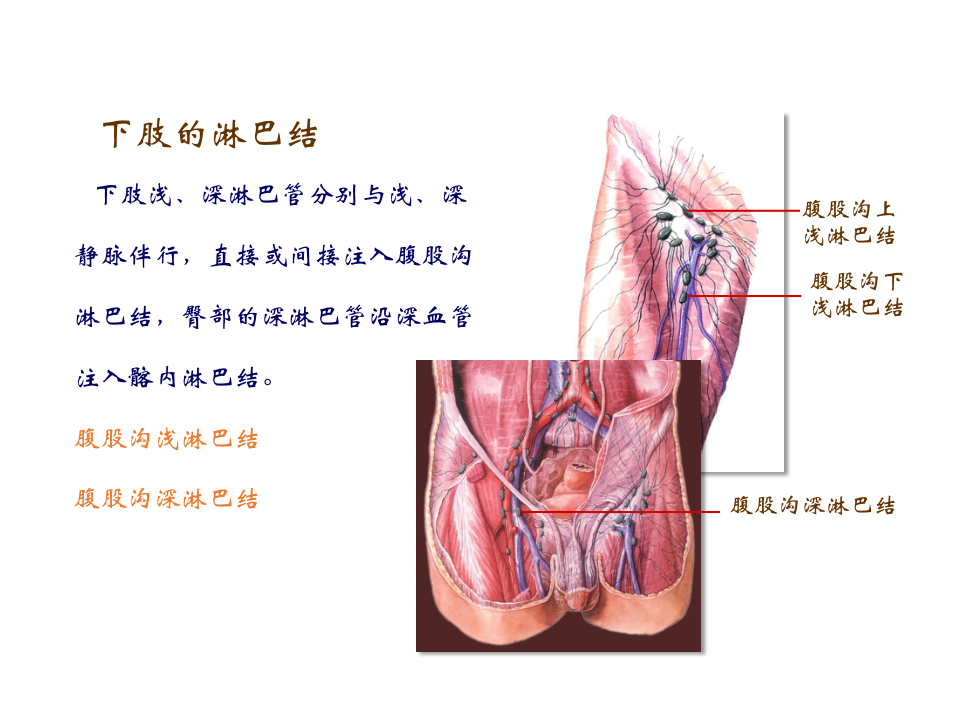 下肢的淋巴结
下肢浅、深淋巴管分别与浅、深
静脉伴行，直接或间接注入腹股沟
淋巴结，臀部的深淋巴管沿深血管
注入髂内淋巴结。
腹股沟浅淋巴结
腹股沟深淋巴结
腹股沟上
浅淋巴结
腹股沟下
浅淋巴结
腹股沟深淋巴结